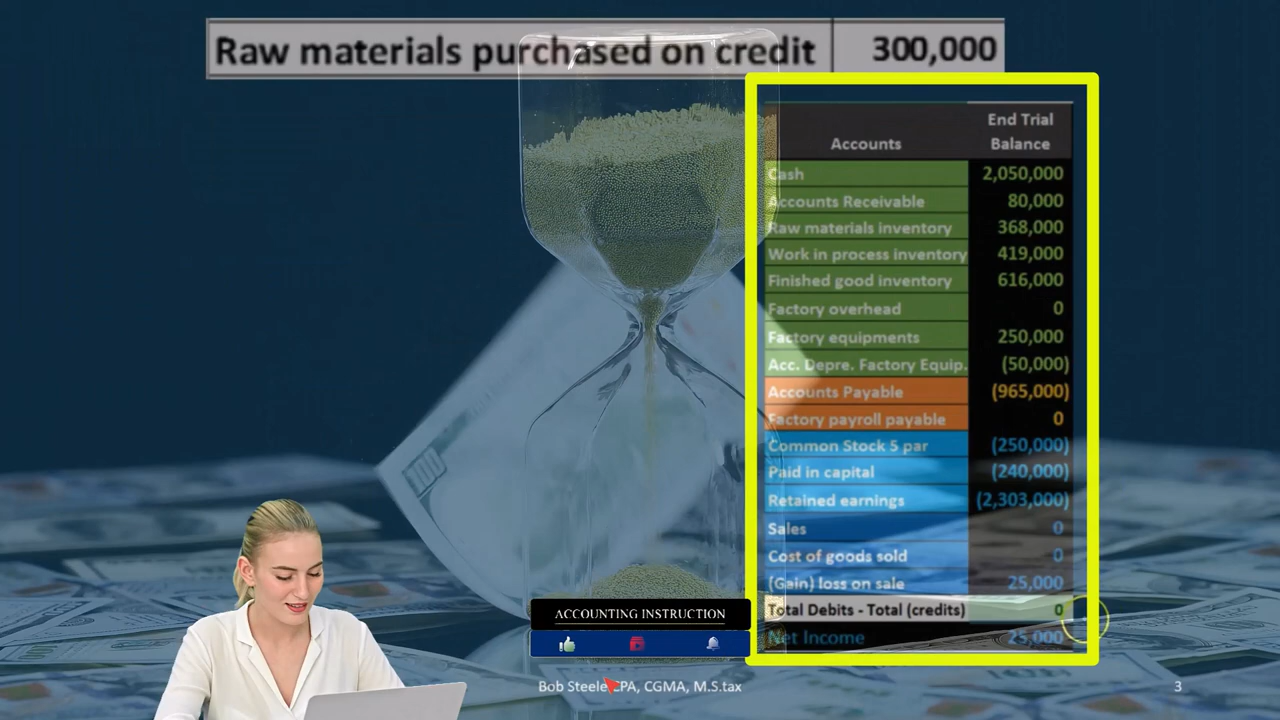 Raw materials purchased on credit 300,000
Accounts End Trial Balance
Cash 2,050,000
Accounts Receivable 80,000
Raw materials inventory 368,000
Work in process inventory 419,000
Finished good inventory 616,000
Factory overhead 0
Factory equipments 250,000
Acc. Depre. Factory Equip. (50,000)
Accounts Payable (965,000)
Factory payroll payable 0
Common Stock 5 par (250,000)
Paid in capital (240,000)
Retained earnings (2,303,000)
Sales 0
Cost of goods sold 0
(Gain) loss on sale 25,000
Total Debits - Total (credits) 0
Net Income 25,000
ACCOUNTING INSTRUCTION
Bob Steele CPA, CGMA, M.S.tax
3
100